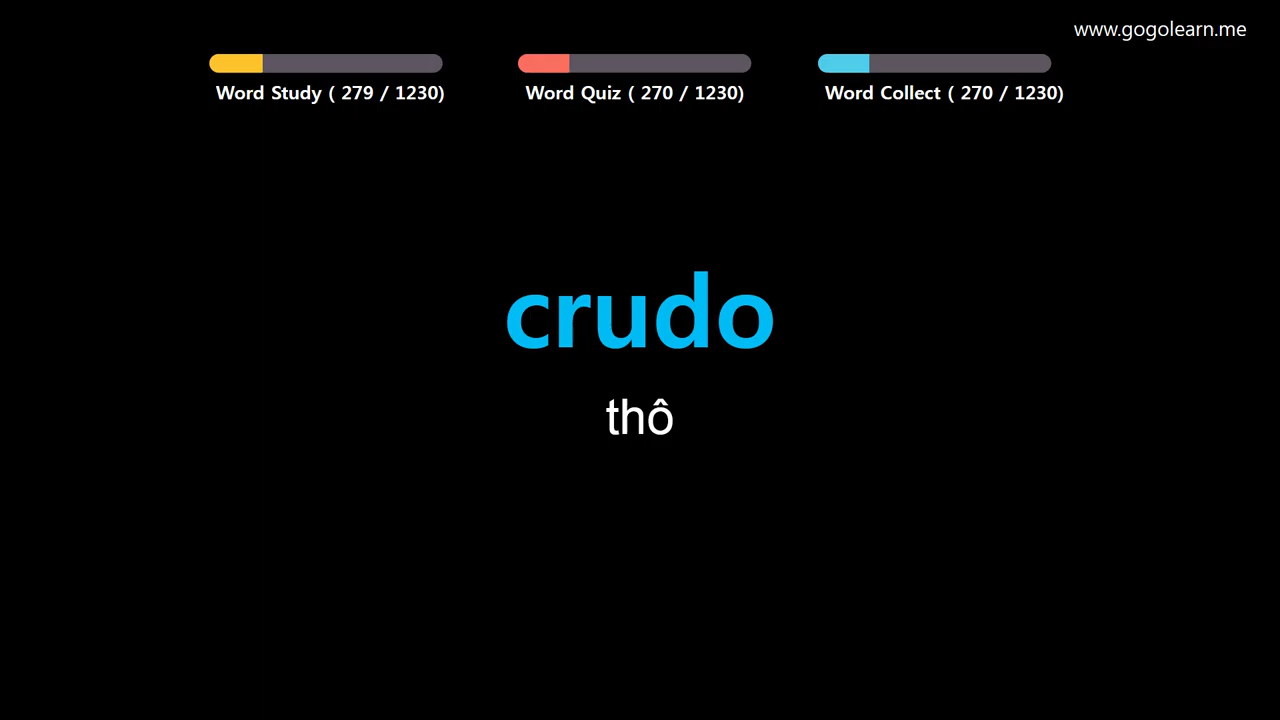 www.gogolearn.me
Word Study ( 279 / 1230)
Word Quiz ( 270 / 1230)
Word Collect ( 270 / 1230)
crudo
thô